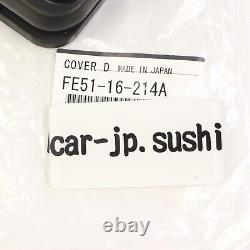 COVER D MADE IN JAPAN
FE51-16-214A
car-jp.sushi